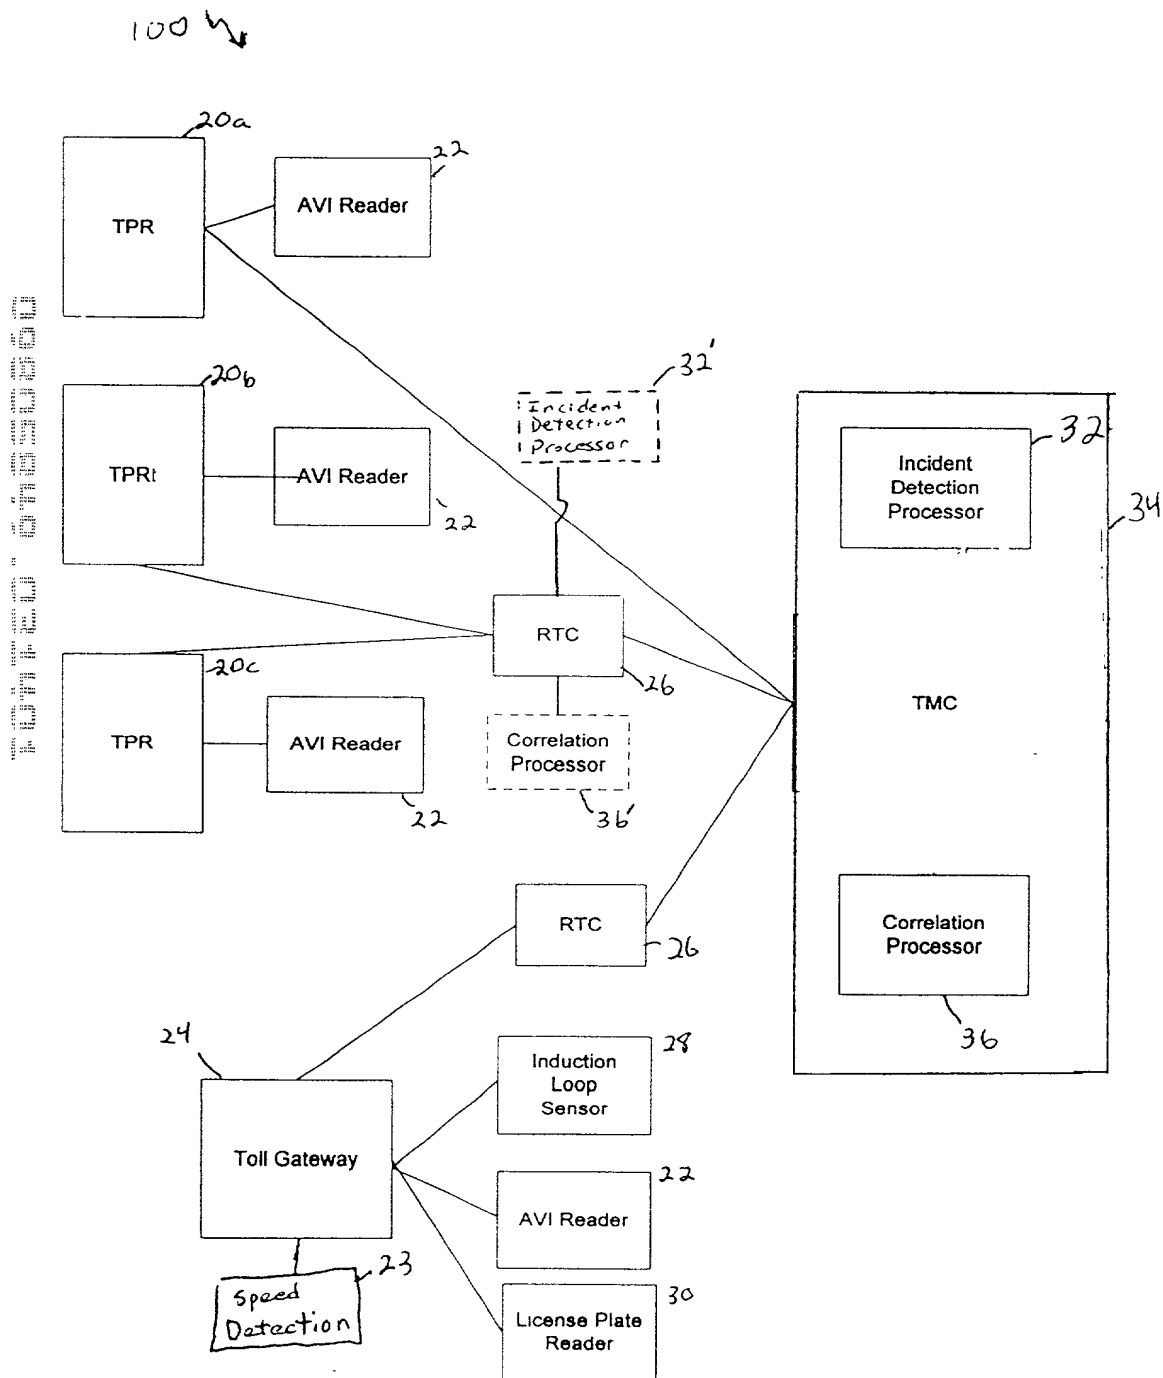 100
20a
TPR
AVI Reader
22
20b
TPRt
AVI Reader
22
32'
Incident
Detection
Processor
32
Incident
Detection
Processor
34
RTC
26
20c
TPR
AVI Reader
22
Correlation
Processor
36'
TMC
RTC
26
Correlation
Processor
36
24
Toll Gateway
28
Induction
Loop
Sensor
22
AVI Reader
23
Speed
Detection
30
License Plate
Reader